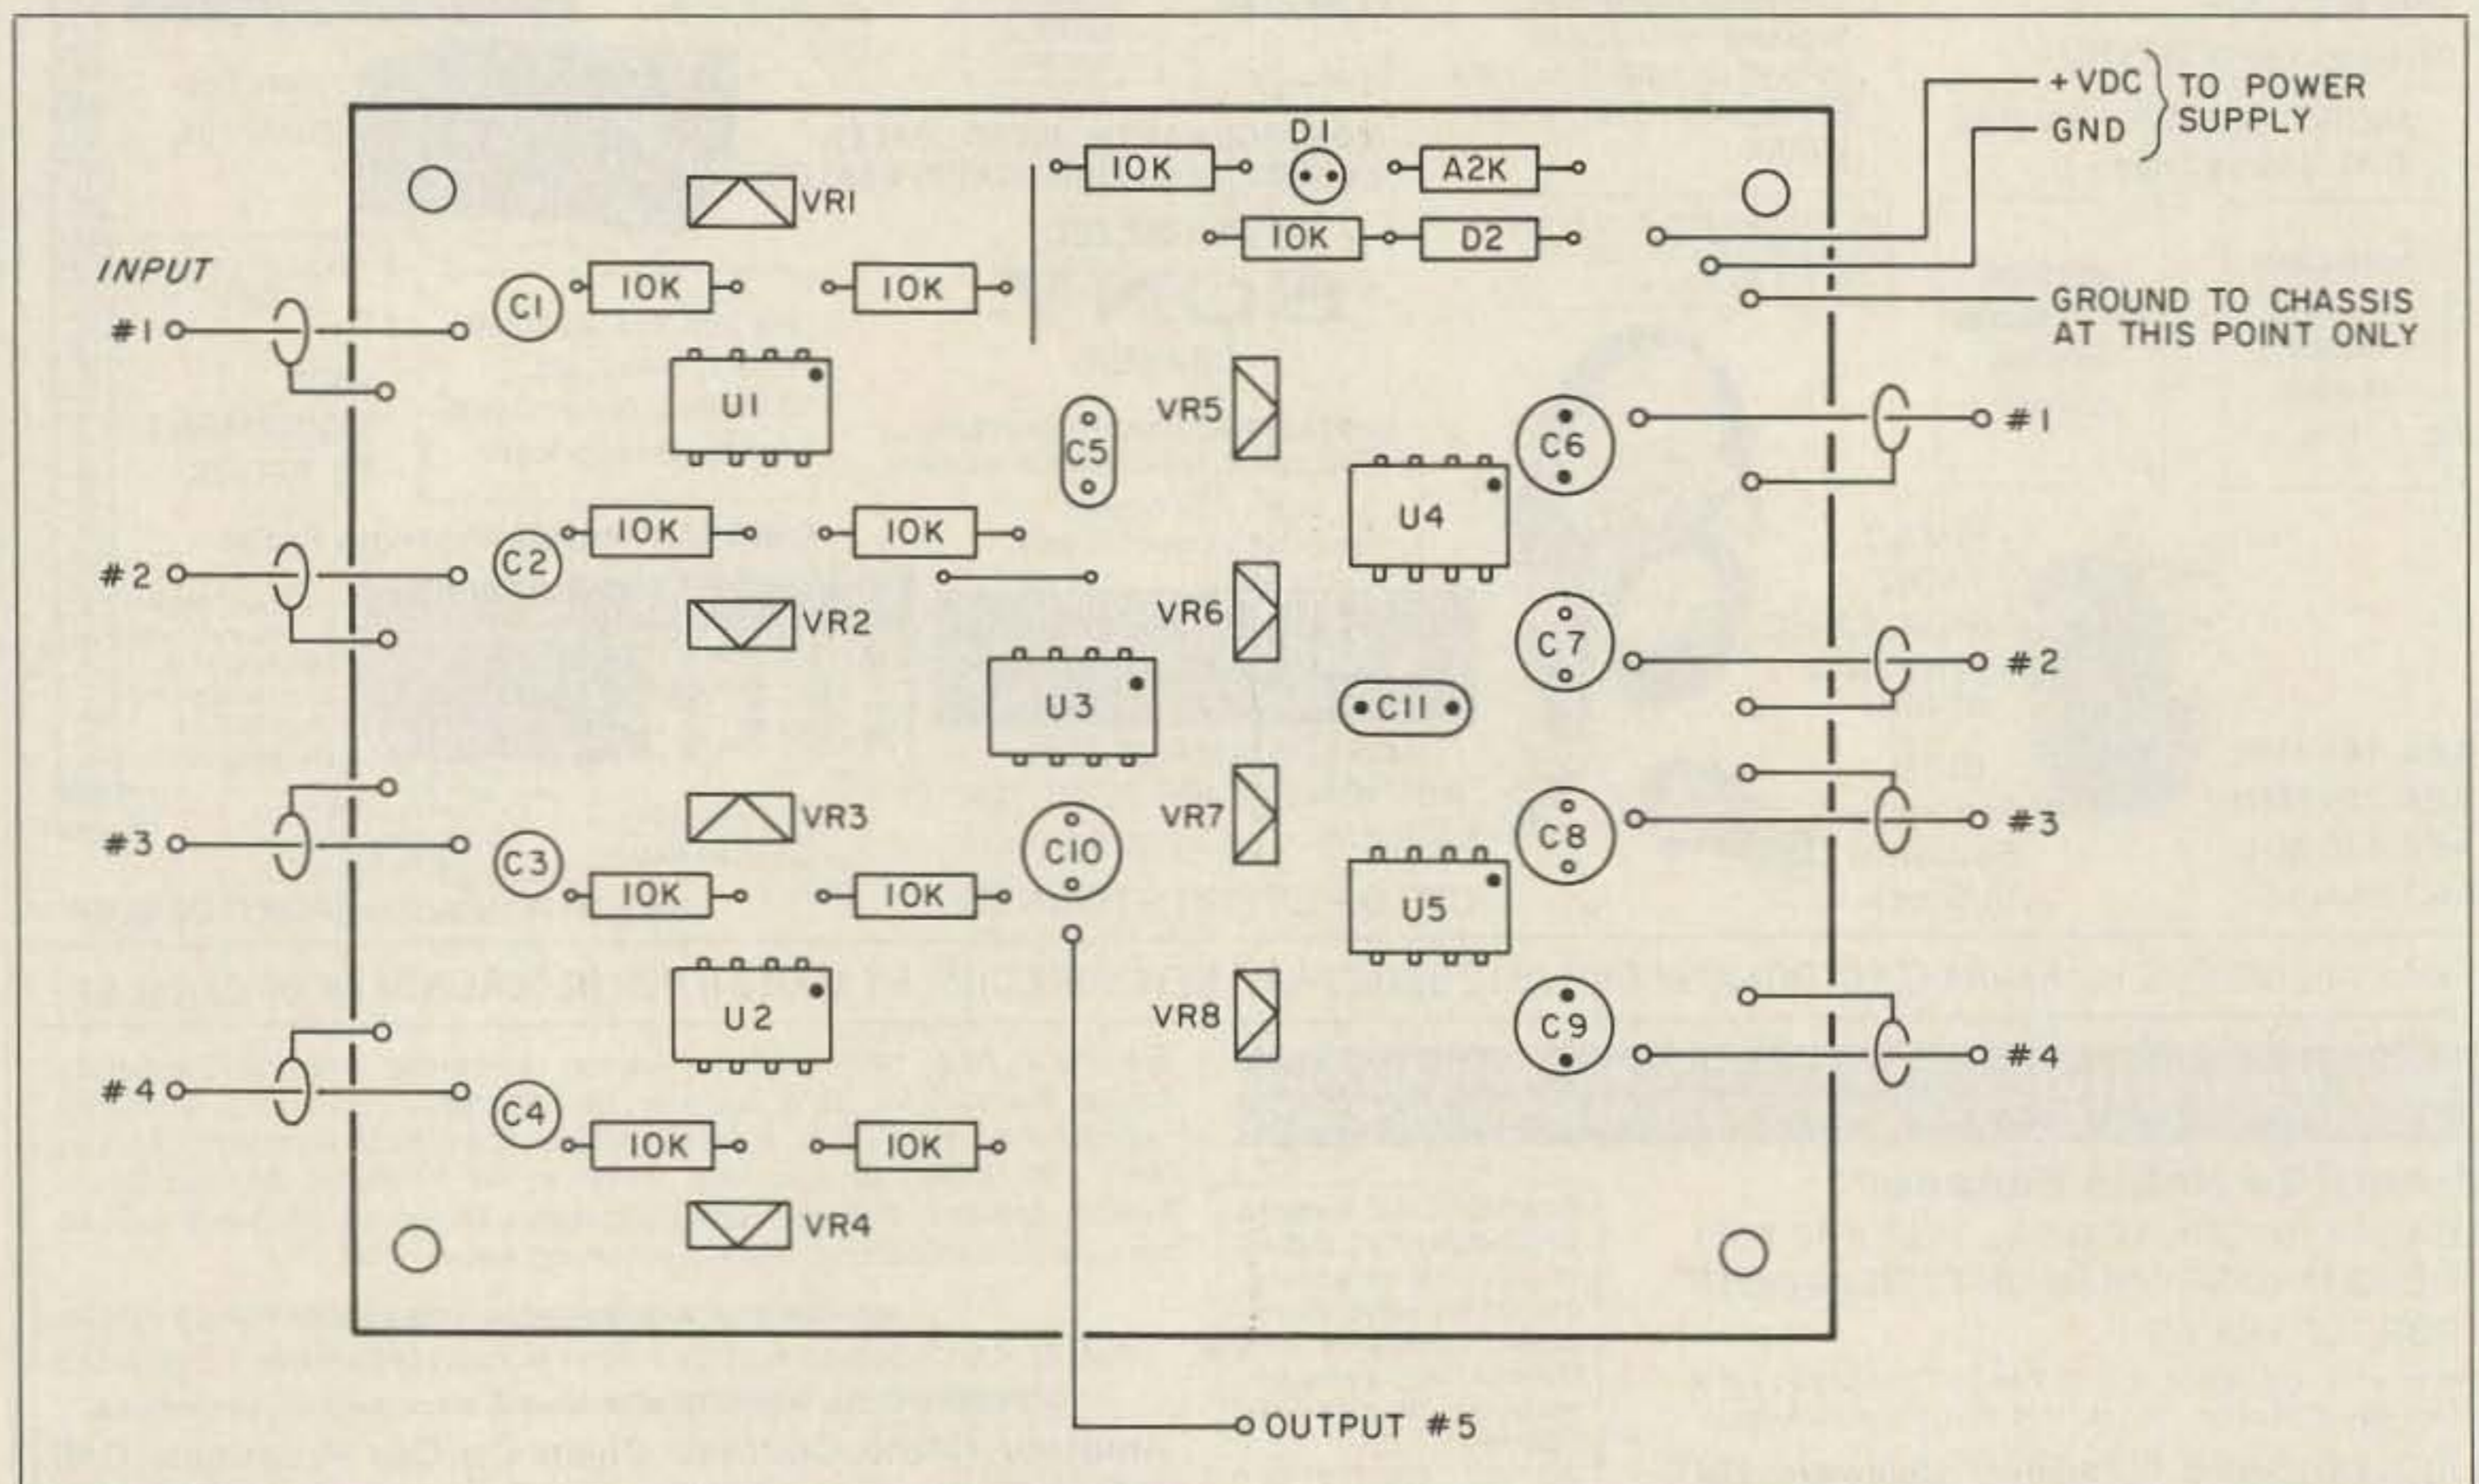 +VDC
GND
TO POWER
SUPPLY
D1
10K
A2K
VR1
10K
D2
INPUT
C1
10K
10K
GROUND TO CHASSIS
AT THIS POINT ONLY
#1
U1
VR5
C6
#1
C5
U4
10K
10K
C2
#2
VR2
VR6
C7
#2
U3
C11
VR3
VR7
C8
#3
#3
C3
C10
10K
10K
U5
U2
VR8
C9
#4
#4
C4
10K
10K
VR4
OUTPUT #5